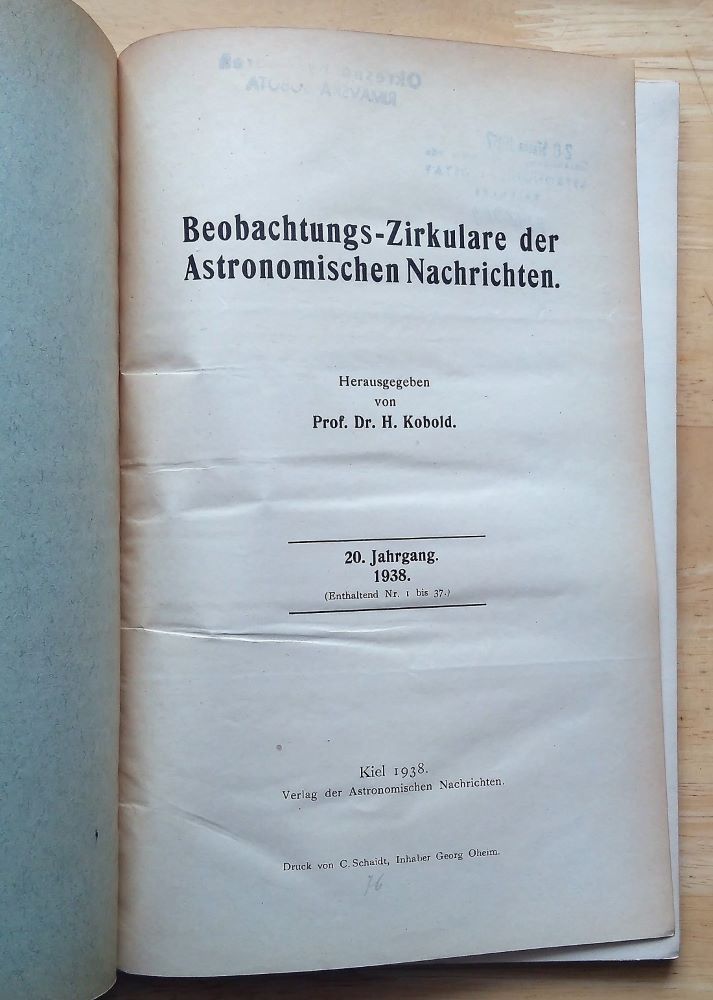 Beobachtungs-Zirkulare der
Astronomischen Nachrichten.
Herausgegeben
von
Prof. Dr. H. Kobold.
20. Jahrgang.
1938.
(Enthaltend Nr. 1 bis 37.)
Kiel 1938.
Verlag der Astronomischen Nachrichten.
Druck von C. Schaidt, Inhaber Georg Oheim.
76